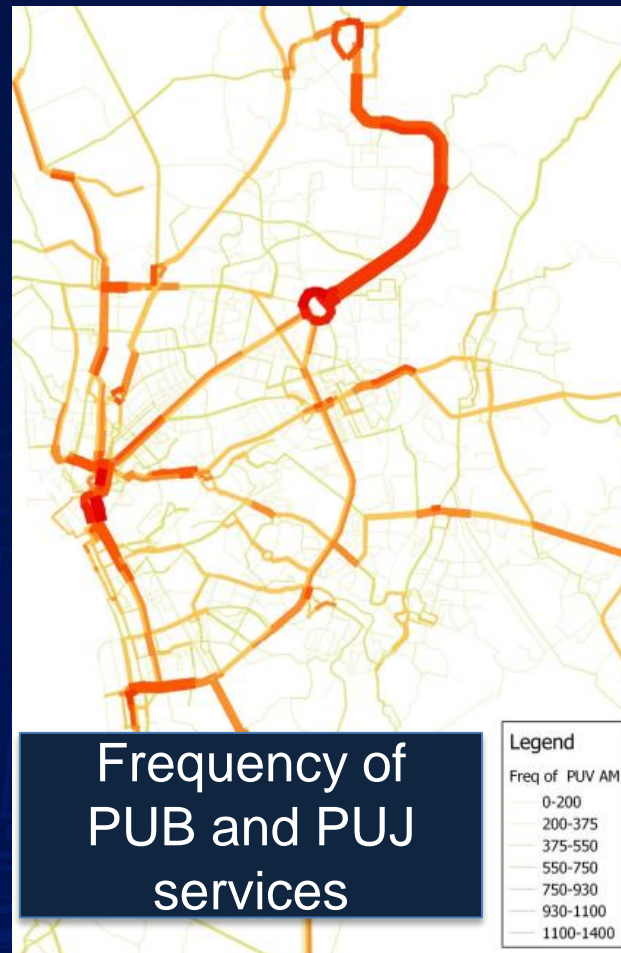 Frequency of
PUB and PUJ
services
Legend
Freq of PUV AM
0-200
200-375
375-550
550-750
750-930
930-1100
1100-1400